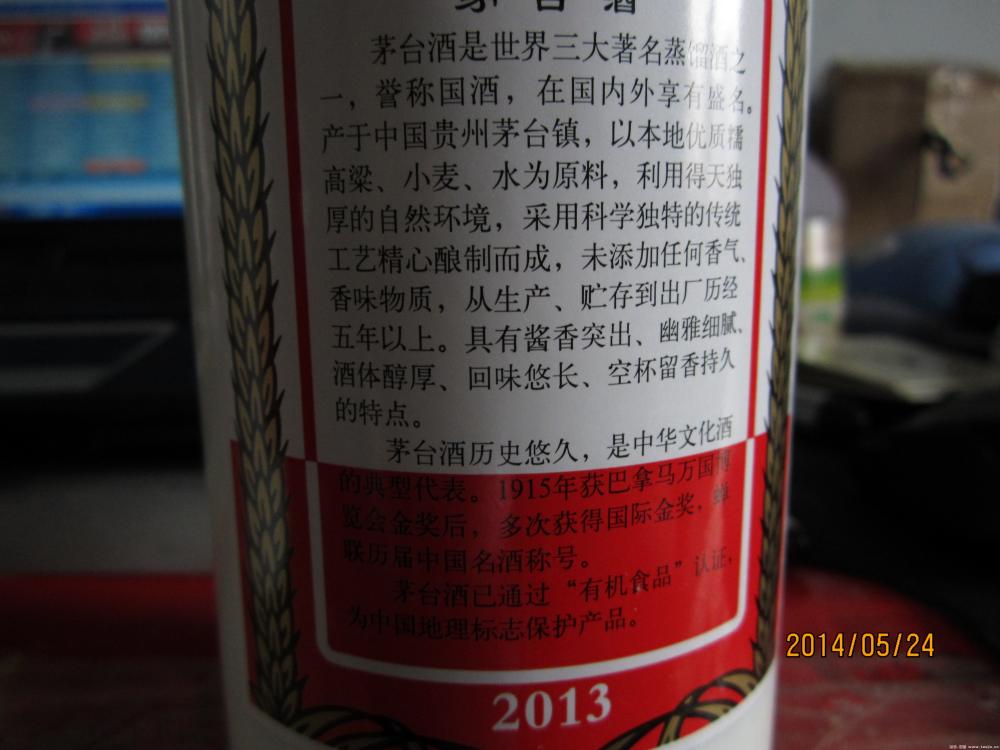 茅台酒
茅台酒是世界三大著名蒸馏酒之
一，誉称国酒，在国内外享有盛名。
产于中国贵州茅台镇，以本地优质糯
高粱、小麦、水为原料，利用得天独
厚的自然环境，采用科学独特的传统
工艺精心酿制而成，未添加任何香气、
香味物质，从生产、贮存到出厂历经
五年以上。具有酱香突出、幽雅细腻、
酒体醇厚、回味悠长、空杯留香持久
的特点。
茅台酒历史悠久，是中华文化酒
的典型代表。1915年获巴拿马万国博
览会金奖后，多次获得国际金奖，蝉
联历届中国名酒称号。
茅台酒已通过“有机食品”认证，
为中国地理标志保护产品。
2013
2014/05/24